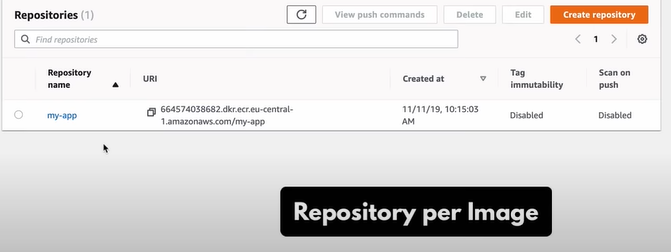 Repositories (1)
View push commands
Delete
Edit
Create repository
Find repositories
1
Repository name
URI
Created at
Tag immutability
Scan on push
my-app
664574038682.dkr.ecr.eu-central-
1.amazonaws.com/my-app
11/11/19, 10:15:03
AM
Disabled
Disabled
Repository per Image